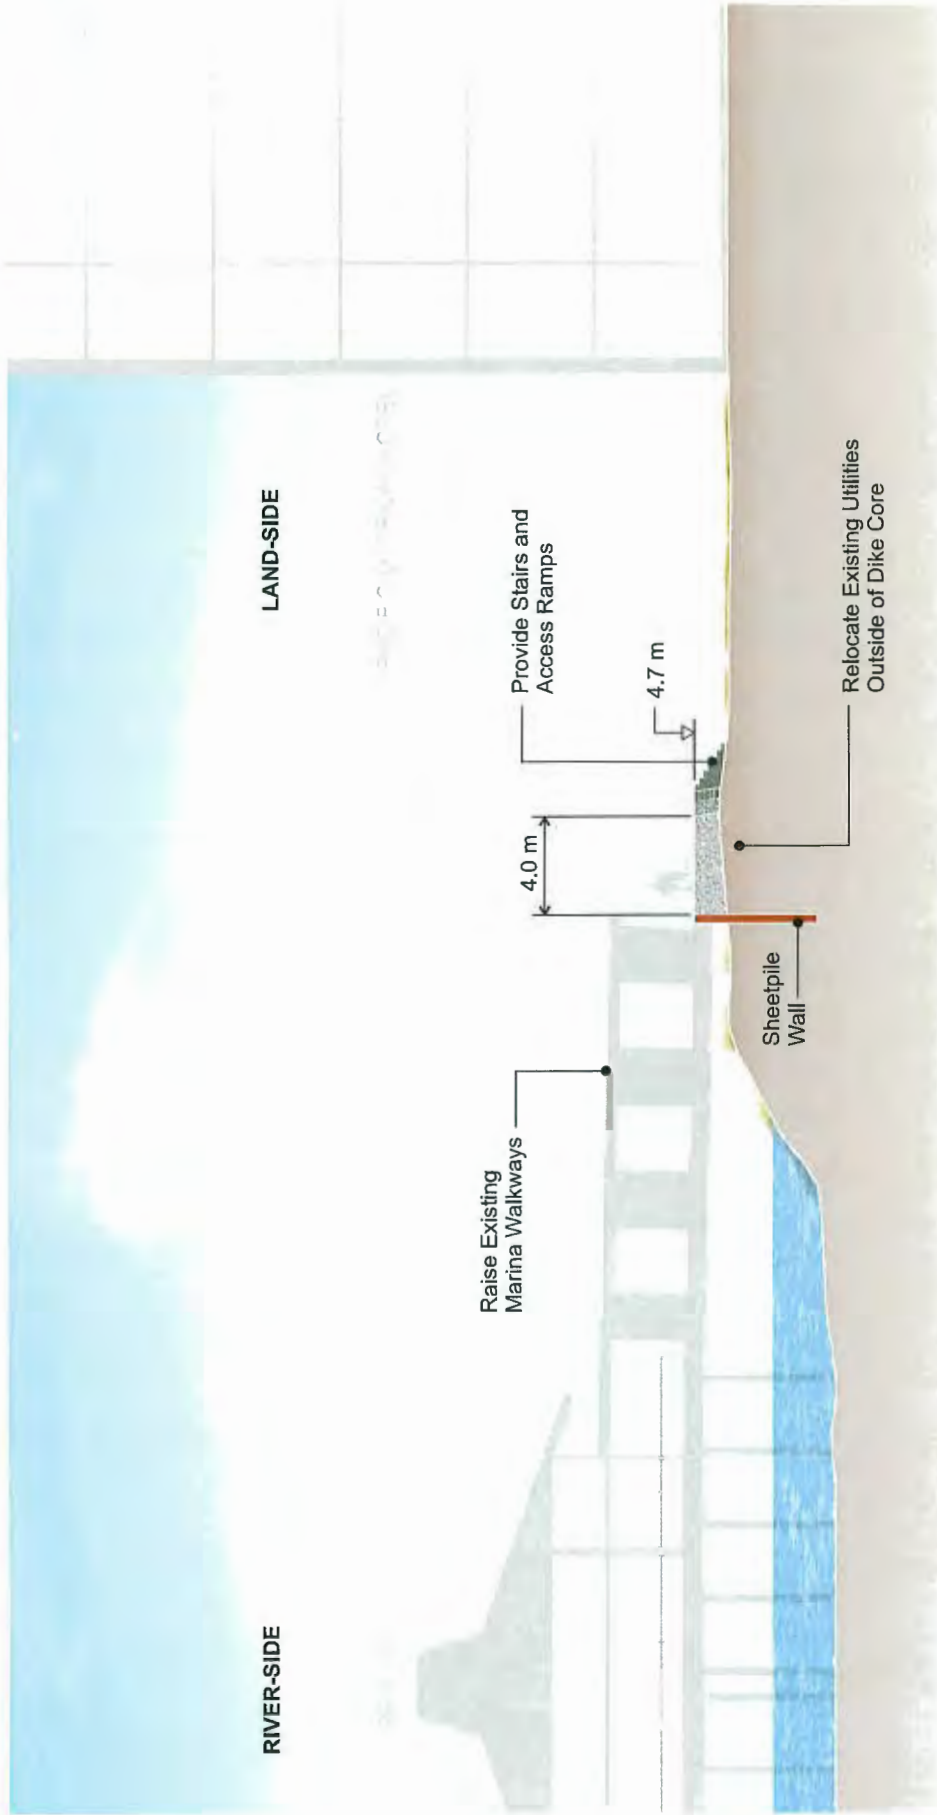 RIVER-SIDE
LAND-SIDE
Raise Existing
Marina Walkways
4.0 m
Provide Stairs and
Access Ramps
4.7 m
Sheetpile
Wall
Relocate Existing Utilities
Outside of Dike Core